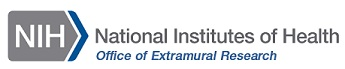 NIH National Institutes of Health
Office of Extramural Research